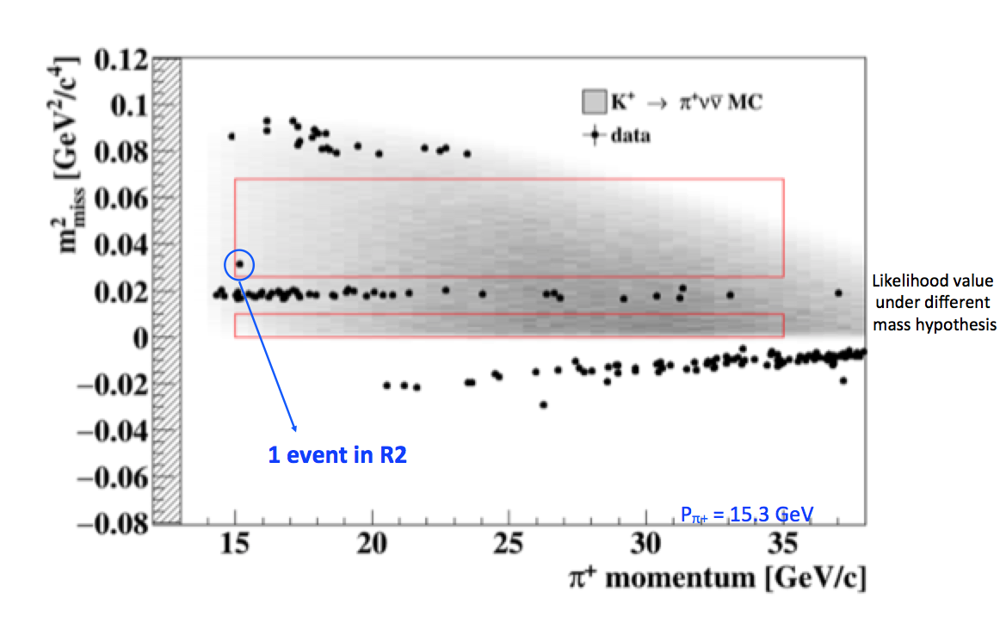 m²miss [GeV²/c⁴]
0.12
0.1
0.08
0.06
0.04
0.02
0
−0.02
−0.04
−0.06
−0.08
K⁺ → π⁺νν̅ MC
data
Likelihood value
under different
mass hypothesis
1 event in R2
Pπ+ = 15.3 GeV
15 20 25 30 35
π⁺ momentum [GeV/c]